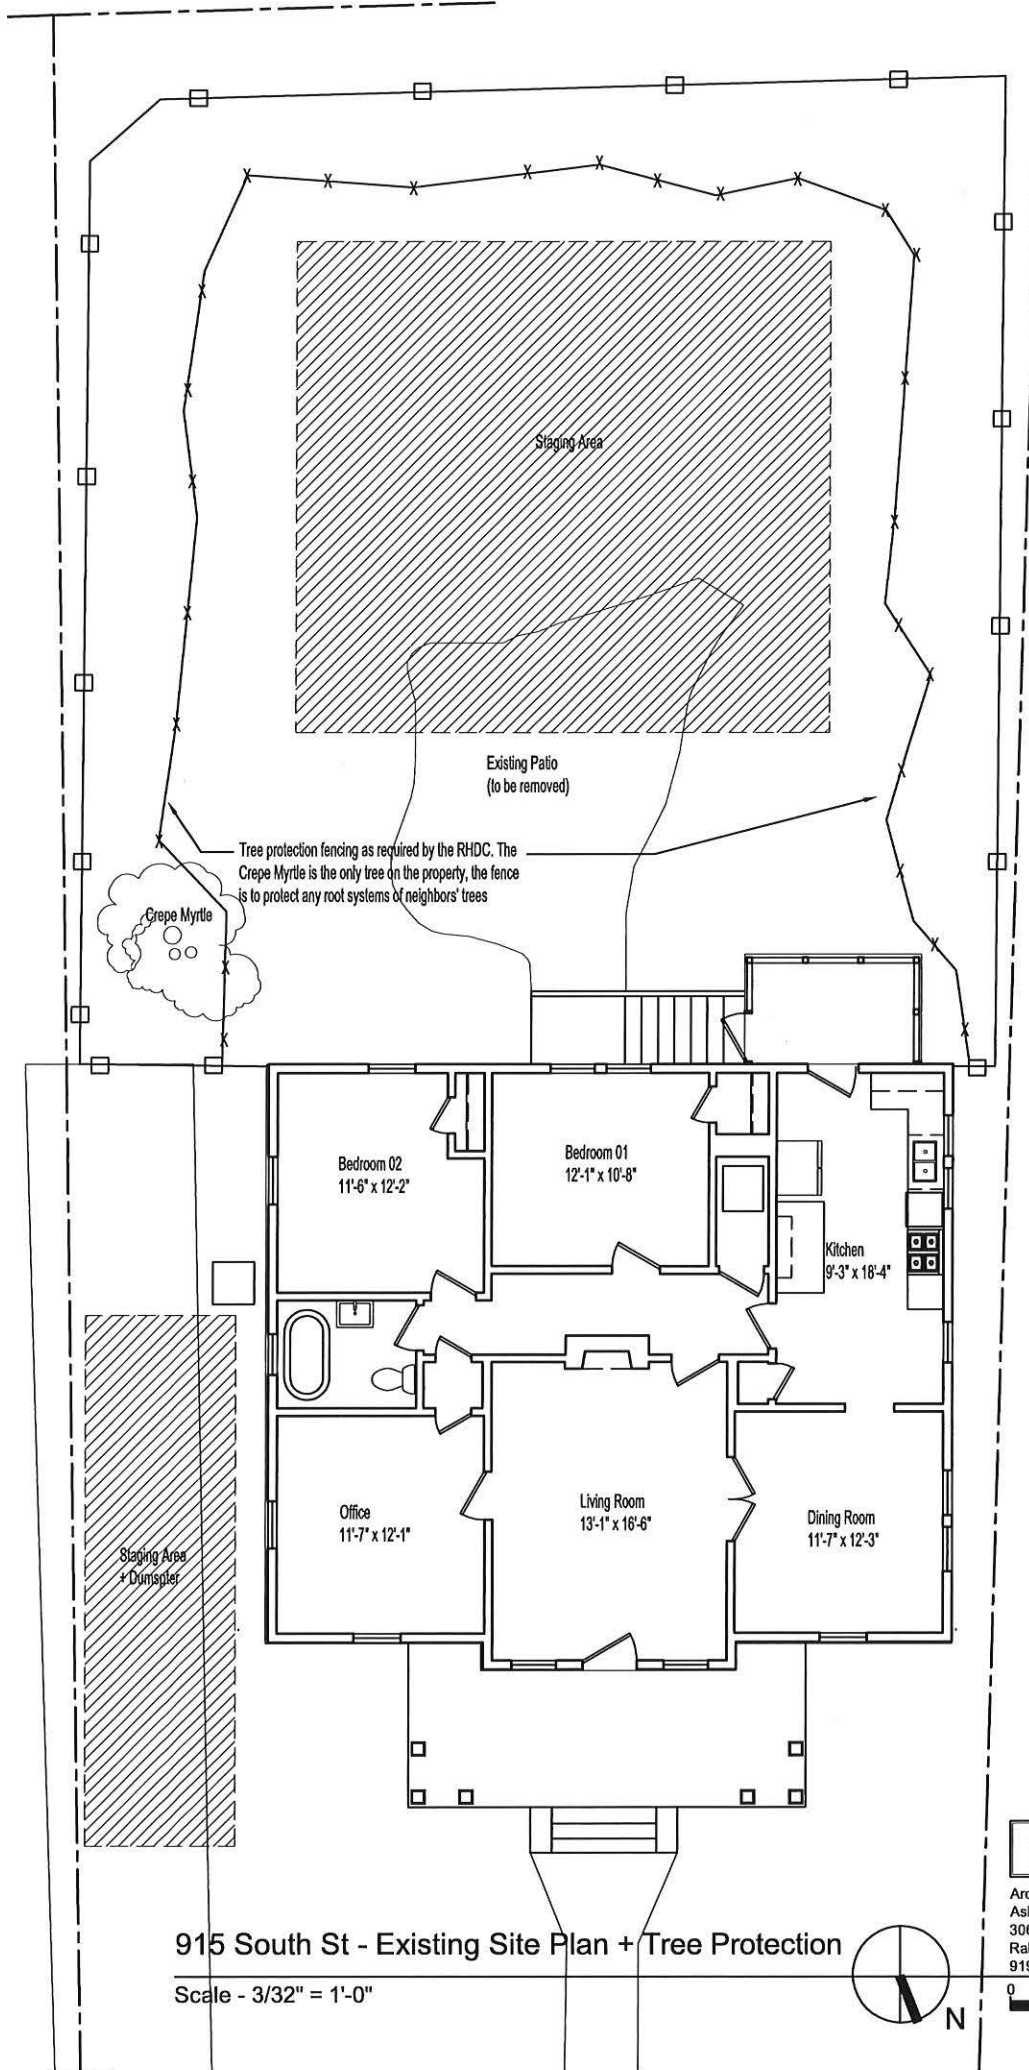 Staging Area
Existing Patio
(to be removed)
Tree protection fencing as required by the RHDC. The
Crepe Myrtle is the only tree on the property, the fence
is to protect any root systems of neighbors' trees
Crepe Myrtle
Bedroom 02
11'-6" x 12'-2"
Bedroom 01
12'-1" x 10'-8"
Kitchen
9'-3" x 18'-4"
Office
11'-7" x 12'-1"
Living Room
13'-1" x 16'-6"
Dining Room
11'-7" x 12'-3"
Staging Area
+ Dumspter
915 South St - Existing Site Plan + Tree Protection
Scale - 3/32" = 1'-0"
N
306
919
0